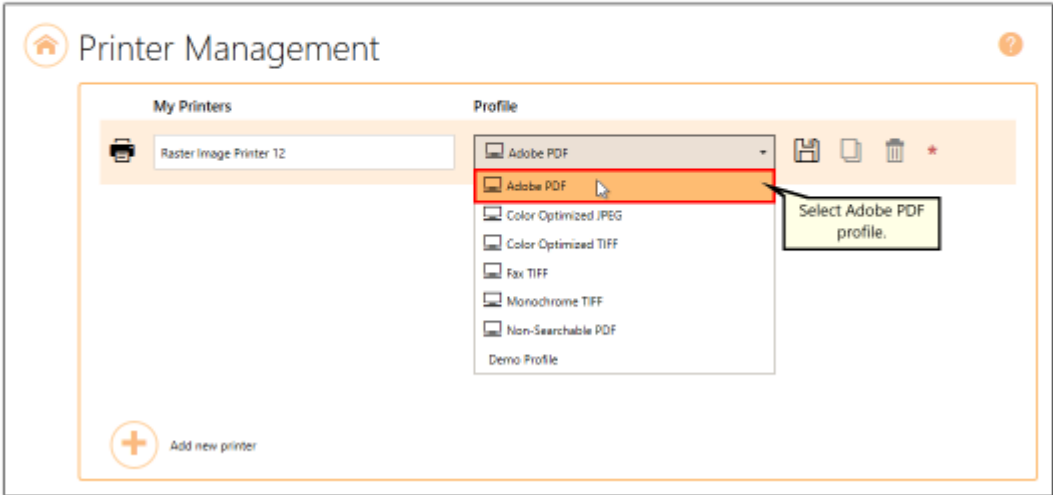 Printer Management
?
My Printers Profile
Raster Image Printer 12 Adobe PDF *
Adobe PDF
Color Optimized JPEG
Select Adobe PDF
profile.
Color Optimized TIFF
Fax TIFF
Monochrome TIFF
Non-Searchable PDF
Demo Profile
Add new printer